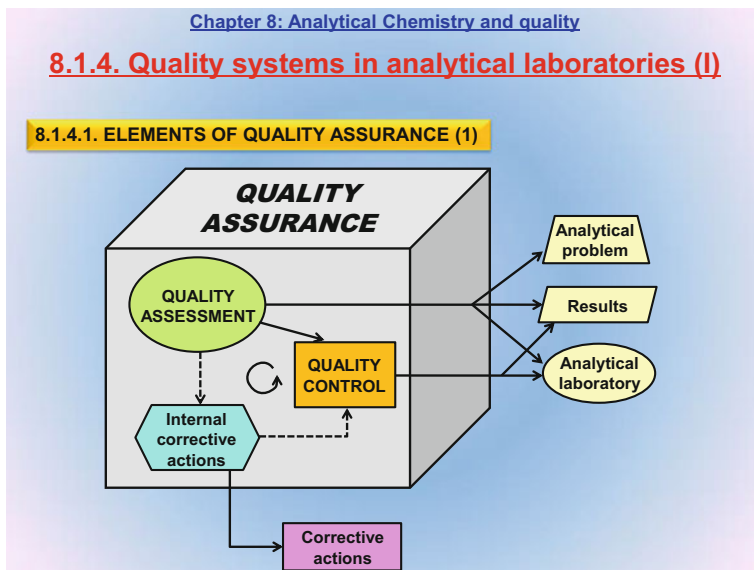 Chapter 8: Analytical Chemistry and quality
8.1.4. Quality systems in analytical laboratories (I)
8.1.4.1. ELEMENTS OF QUALITY ASSURANCE (1)
QUALITY
ASSURANCE
QUALITY
ASSESSMENT
QUALITY
CONTROL
Internal
corrective
actions
Analytical
problem
Results
Analytical
laboratory
Corrective
actions